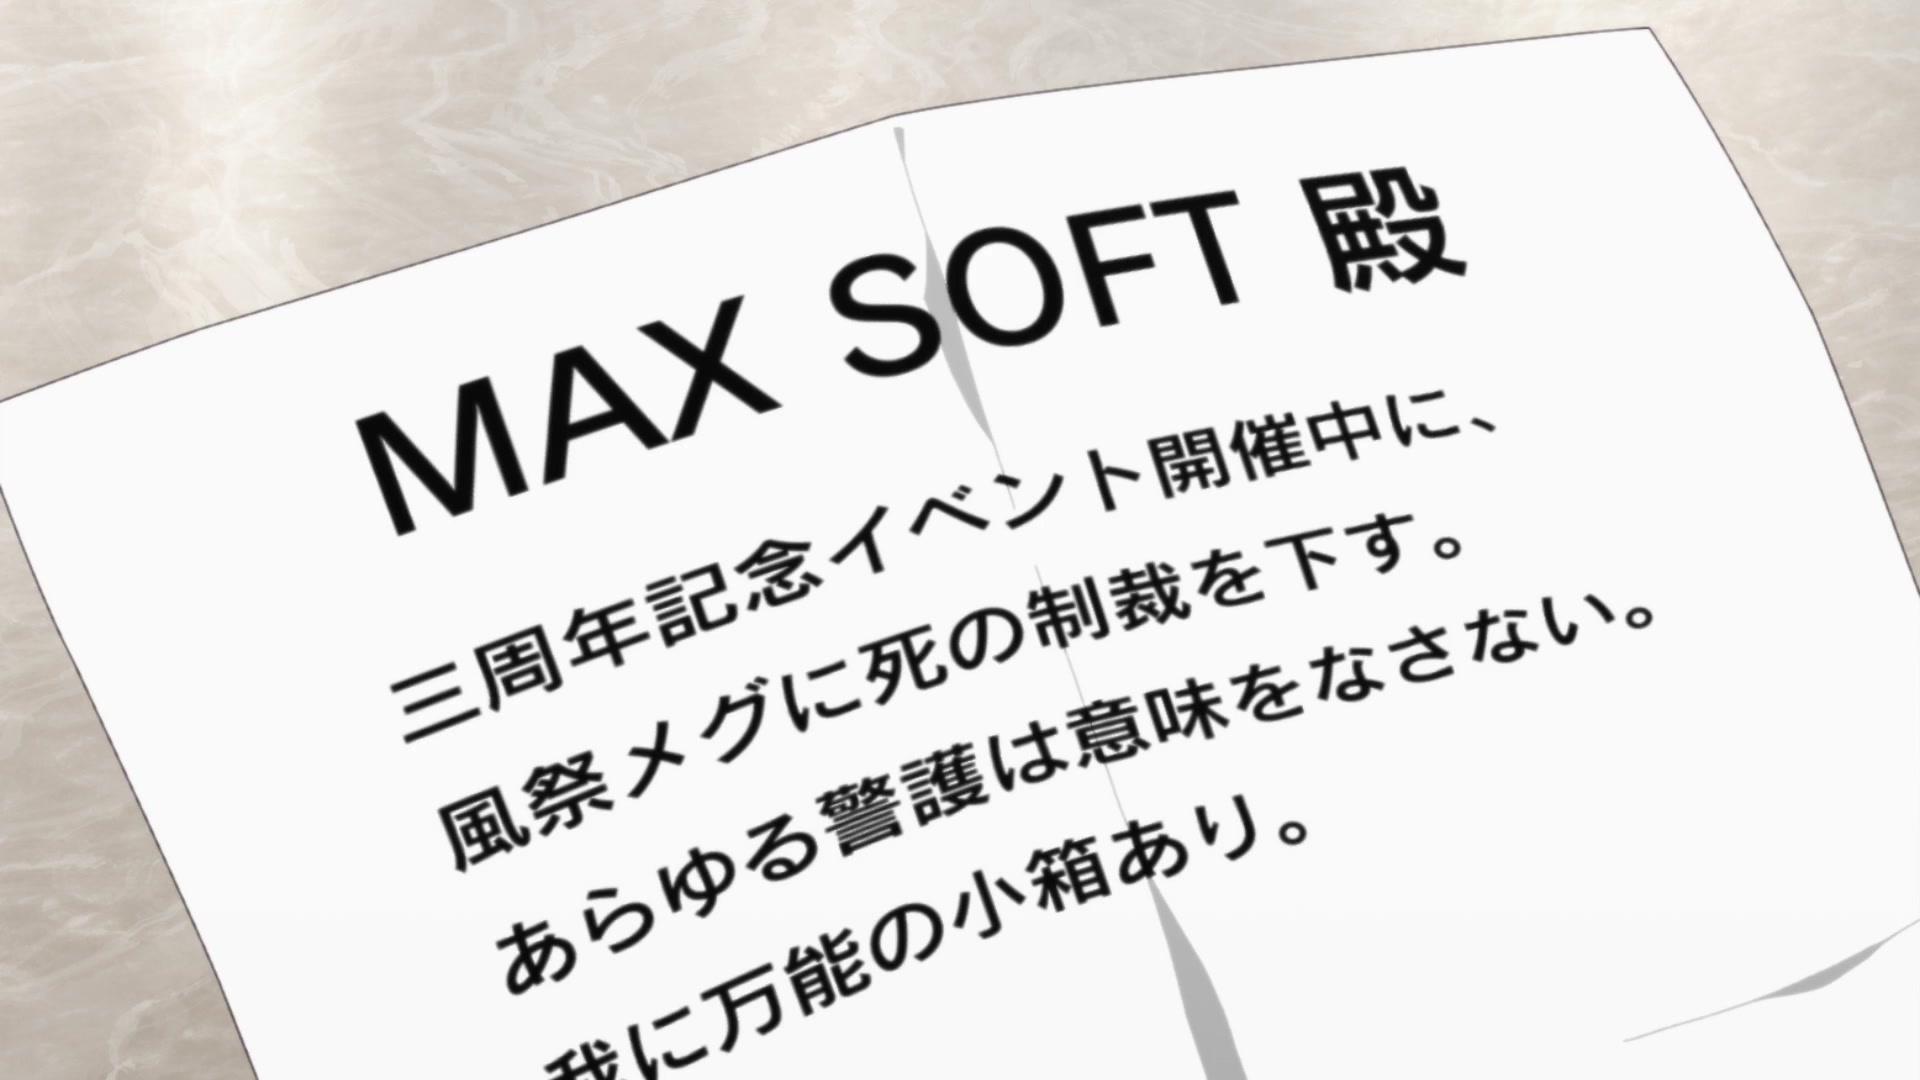 MAX SOFT 殿
三周年記念イベント開催中に、
風祭メグに死の制裁を下す。
あらゆる警護は意味をなさない。
我に万能の小箱あり。